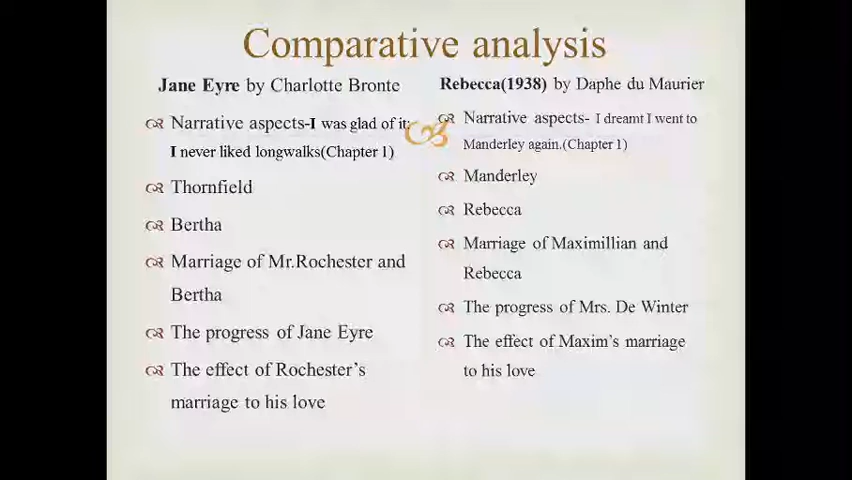 Comparative analysis
Jane Eyre by Charlotte Bronte
Narrative aspects-I was glad of it;
I never liked longwalks(Chapter 1)
Thornfield
Bertha
Marriage of Mr.Rochester and
Bertha
The progress of Jane Eyre
The effect of Rochester's
marriage to his love
Rebecca(1938) by Daphe du Maurier
Narrative aspects- I dreamt I went to
Manderley again.(Chapter 1)
Manderley
Rebecca
Marriage of Maximillian and
Rebecca
The progress of Mrs. De Winter
The effect of Maxim's marriage
to his love